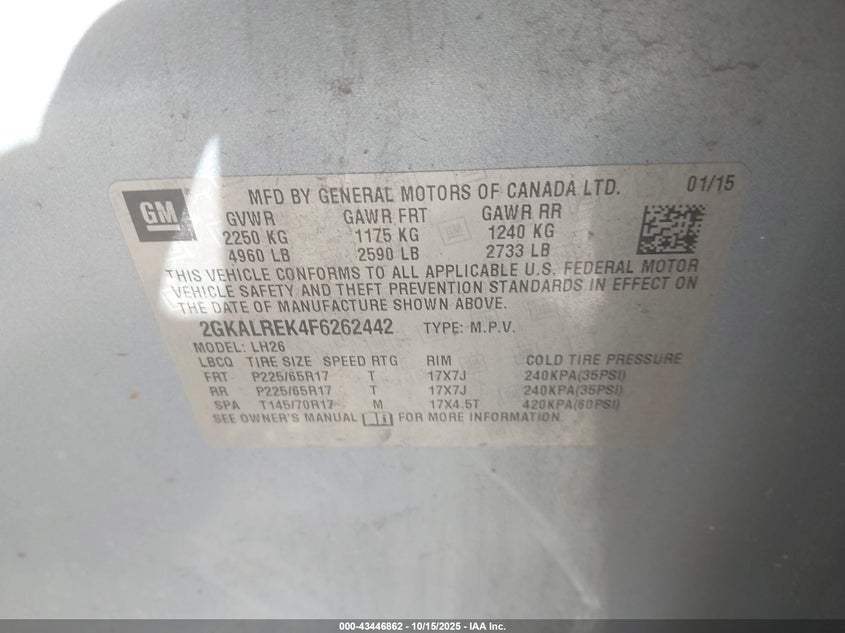 GM
MFD BY GENERAL MOTORS OF CANADA LTD. 01/15
GVWR GAWR FRT GAWR RR
2250 KG 1175 KG 1240 KG
4960 LB 2590 LB 2733 LB
THIS VEHICLE CONFORMS TO ALL APPLICABLE U.S. FEDERAL MOTOR
VEHICLE SAFETY AND THEFT PREVENTION STANDARDS IN EFFECT ON
THE DATE OF MANUFACTURE SHOWN ABOVE.
2GKALREK4F6262442 TYPE: M.P.V.
MODEL: LH26
LBCQ TIRE SIZE SPEED RTG RIM COLD TIRE PRESSURE
FRT P225/65R17 T 17X7J 240KPA(35PSI)
RR P225/65R17 T 17X7J 240KPA(35PSI)
SPA T145/70R17 M 17X4.5T 420KPA(60PSI)
SEE OWNER'S MANUAL FOR MORE INFORMATION.
000-43446862 - 10/15/2025 - IAA Inc.